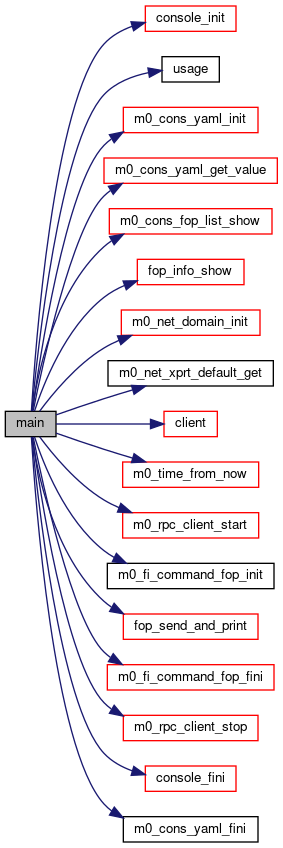 console_init
usage
m0_cons_yaml_init
m0_cons_yaml_get_value
m0_cons_fop_list_show
fop_info_show
m0_net_domain_init
m0_net_xprt_default_get
main
client
m0_time_from_now
m0_rpc_client_start
m0_fi_command_fop_init
fop_send_and_print
m0_fi_command_fop_fini
m0_rpc_client_stop
console_fini
m0_cons_yaml_fini